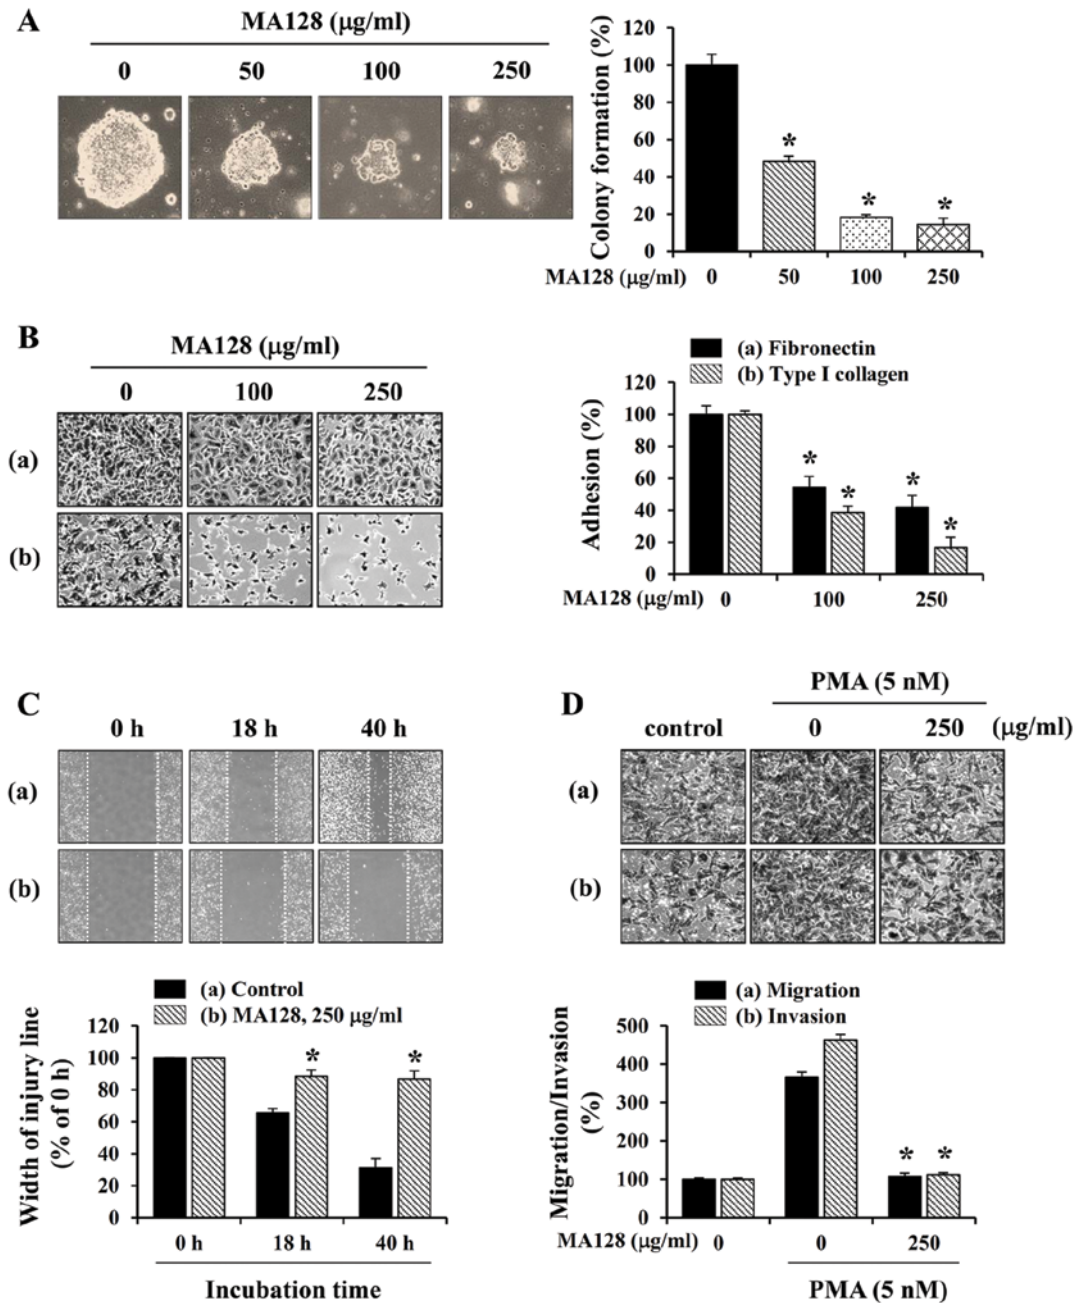 A
MA128 (μg/ml)
0 50 100 250
Colony formation (%)
120
100
80
60
40
20
0
* * *
MA128 (μg/ml) 0 50 100 250
B
MA128 (μg/ml)
0 100 250
(a)
(b)
(a) Fibronectin
(b) Type I collagen
Adhesion (%)
120
100
80
60
40
20
0
* * * *
MA128 (μg/ml) 0 100 250
C
0 h 18 h 40 h
(a)
(b)
(a) Control
(b) MA128, 250 μg/ml
Width of injury line
(% of 0 h)
120
100
80
60
40
20
0
* *
0 h 18 h 40 h
Incubation time
D
PMA (5 nM)
control 0 250 (μg/ml)
(a)
(b)
(a) Migration
(b) Invasion
Migration/Invasion
(%)
500
400
300
200
100
0
* *
MA128 (μg/ml) 0 0 250
PMA (5 nM)